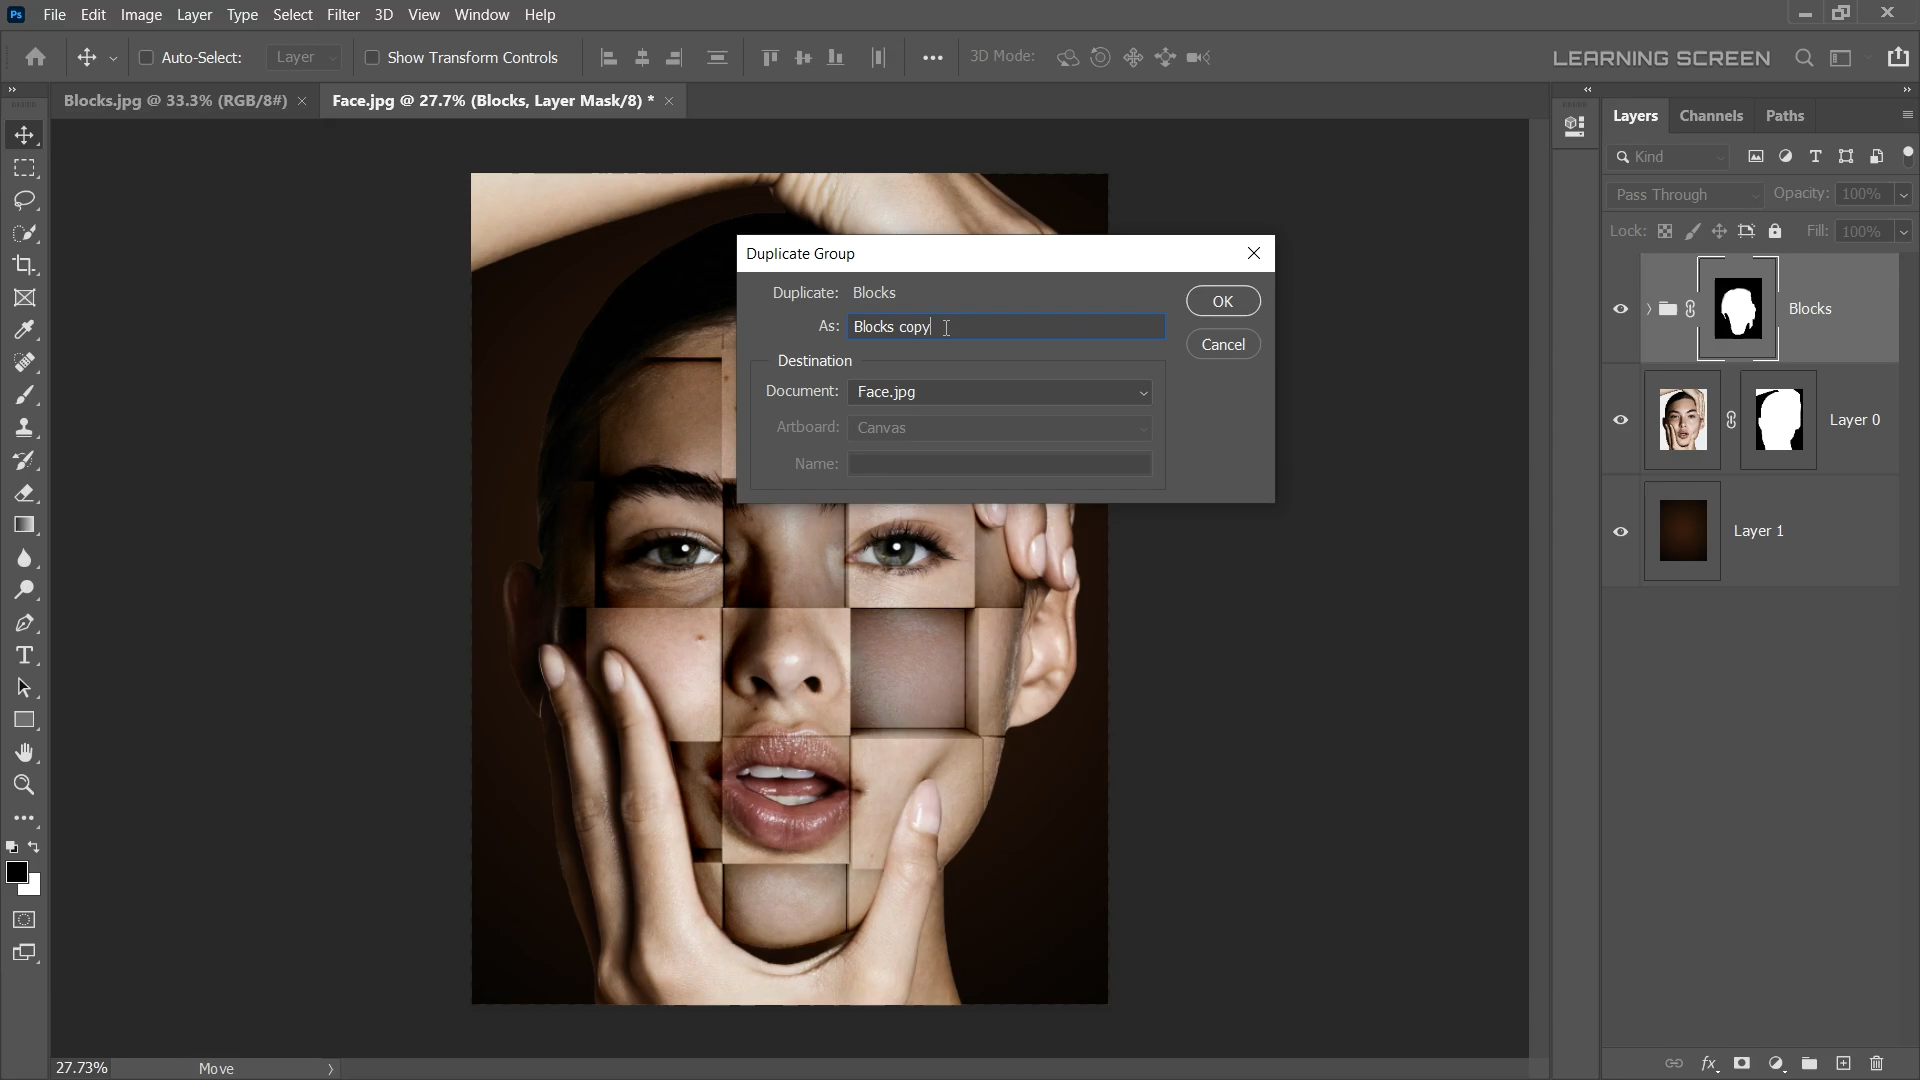 Ps File Edit Image Layer Type Select Filter 3D View Window Help
Auto-Select: Layer Show Transform Controls 3D Mode: LEARNING SCREEN
Blocks.jpg @ 33.3% (RGB/8#) Face.jpg @ 27.7% (Blocks, Layer Mask/8) *
Layers Channels Paths
Kind
Pass Through Opacity: 100%
Lock: Fill: 100%
Blocks
Layer 0
Layer 1
Duplicate Group
Duplicate: Blocks
As: Blocks copy
OK
Cancel
Destination
Document: Face.jpg
Artboard: Canvas
Name:
27.73% Move